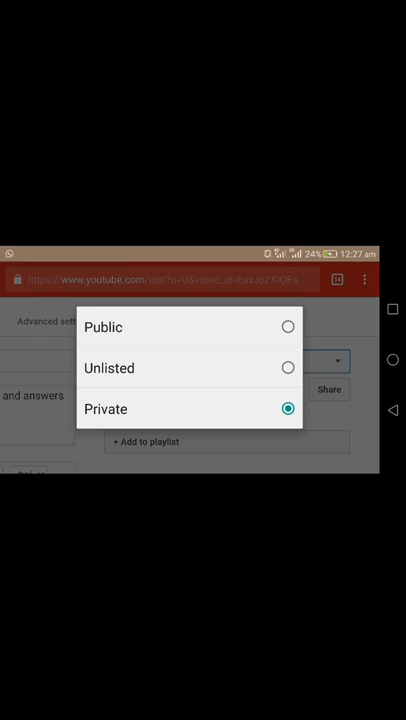 24% 12:27 am
https://www.youtube.com/edit?o=U&video_id=
14
Advanced sett
Public
Unlisted
Private
and answers
Share
+ Add to playlist